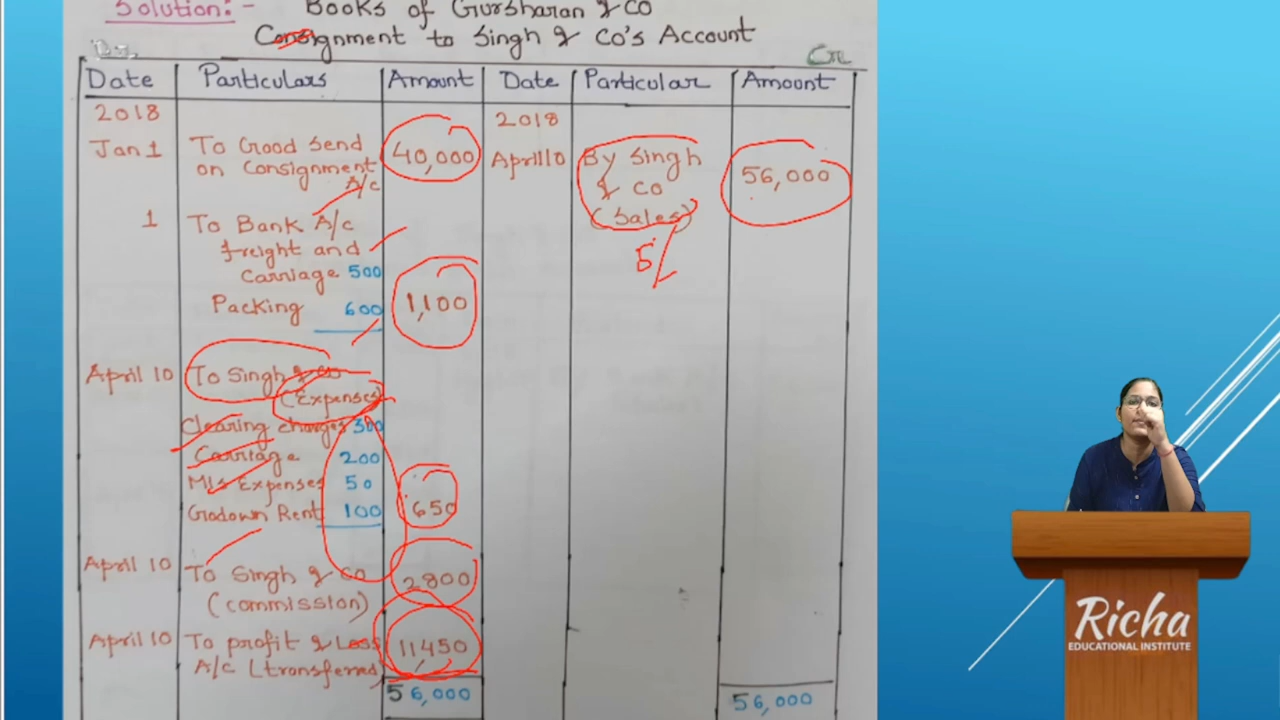 Solution:-
Books of Gursharan & Co
Consignment to Singh & Co's Account
Dr.
Cr
Date Particulars Amount Date Particular Amount
2018 2018
Jan 1 To Good Send on Consignment A/c 40,000 April 10 By Singh & Co (Sales) 56,000
5/
1 To Bank A/c
freight and
Carriage 500
Packing 600 1,100
April 10 To Singh & Co
(Expenses)
Clearing charges 300
Carriage 200
Mis Expenses 50
Godown Rent 100 650
April 10 To Singh & Co 2800
(commission)
April 10 To profit & Loss 11450
A/C (transferred)
56,000 56,000
Richa
EDUCATIONAL INSTITUTE